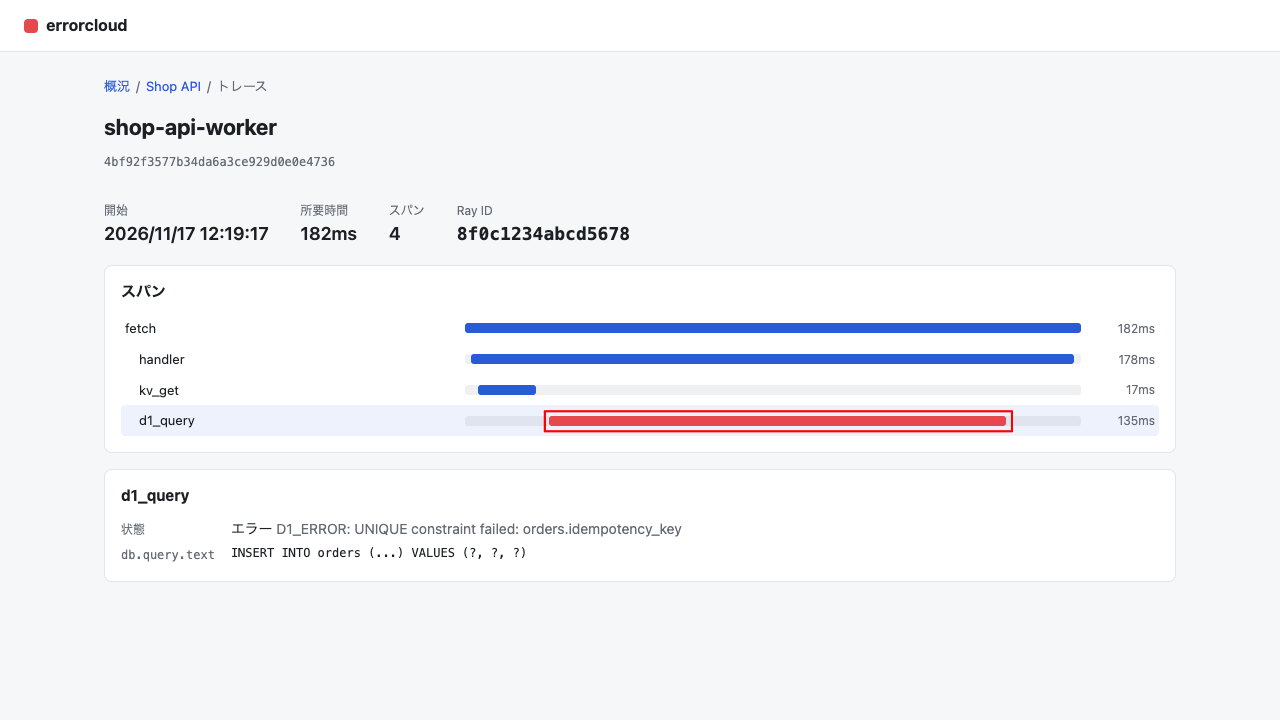 errorcloud
概況 / Shop API / トレース
shop-api-worker
4bf92f3577b34da6a3ce929d0e0e4736
開始 所要時間 スパン Ray ID
2026/11/17 12:19:17 182ms 4 8f0c1234abcd5678
スパン
fetch 182ms
handler 178ms
kv_get 17ms
d1_query 135ms
d1_query
状態 エラー D1_ERROR: UNIQUE constraint failed: orders.idempotency_key
db.query.text INSERT INTO orders (...) VALUES (?, ?, ?)